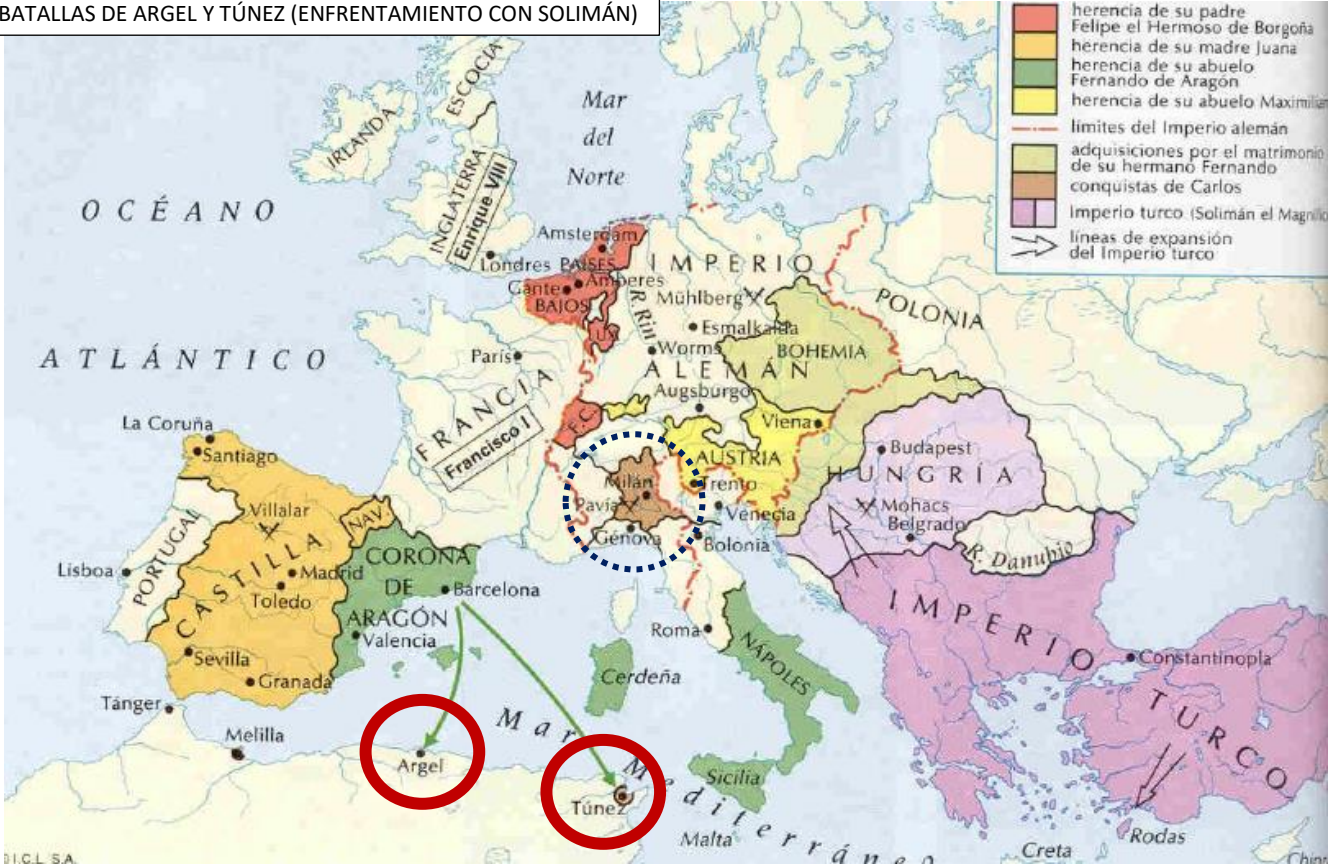 BATALLAS DE ARGEL Y TÚNEZ (ENFRENTAMIENTO CON SOLIMÁN)
herencia de su padre
Felipe el Hermoso de Borgoña
herencia de su madre Juana
herencia de su abuelo
Fernando de Aragón
herencia de su abuelo Maximilian
límites del Imperio alemán
adquisiciones por el matrimonio
de su hermano Fernando
conquistas de Carlos
Imperio turco (Solimán el Magnífic
líneas de expansión
del Imperio turco
ESCOCIA
IRLANDA
INGLATERRA
Enrique VIII
Londres
Mar
del
Norte
OCÉANO
ATLÁNTICO
Amsterdam
PAÍSES
BAJOS
Gante
Amberes
LUX
R. Rin
IMPERIO
ALEMÁN
Mühlberg
Esmalkalda
Worms
Augsburgo
POLONIA
BOHEMIA
París
FRANCIA
Francisco I
F.C.
Viena
AUSTRIA
Trento
Milán
Pavía
Génova
Venecia
Bolonia
Budapest
HUNGRÍA
Mohacs
Belgrado
R. Danubio
La Coruña
Santiago
Villalar
NAV.
PORTUGAL
Lisboa
CASTILLA
Madrid
Toledo
Sevilla
Granada
CORONA
DE
ARAGÓN
Barcelona
Valencia
Roma
NÁPOLES
Cerdeña
Sicilia
IMPERIO
TURCO
Constantinopla
Tánger
Melilla
Argel
Túnez
Mar Mediterráneo
Malta
Creta
Rodas
Chip
© I.C.L. S.A.